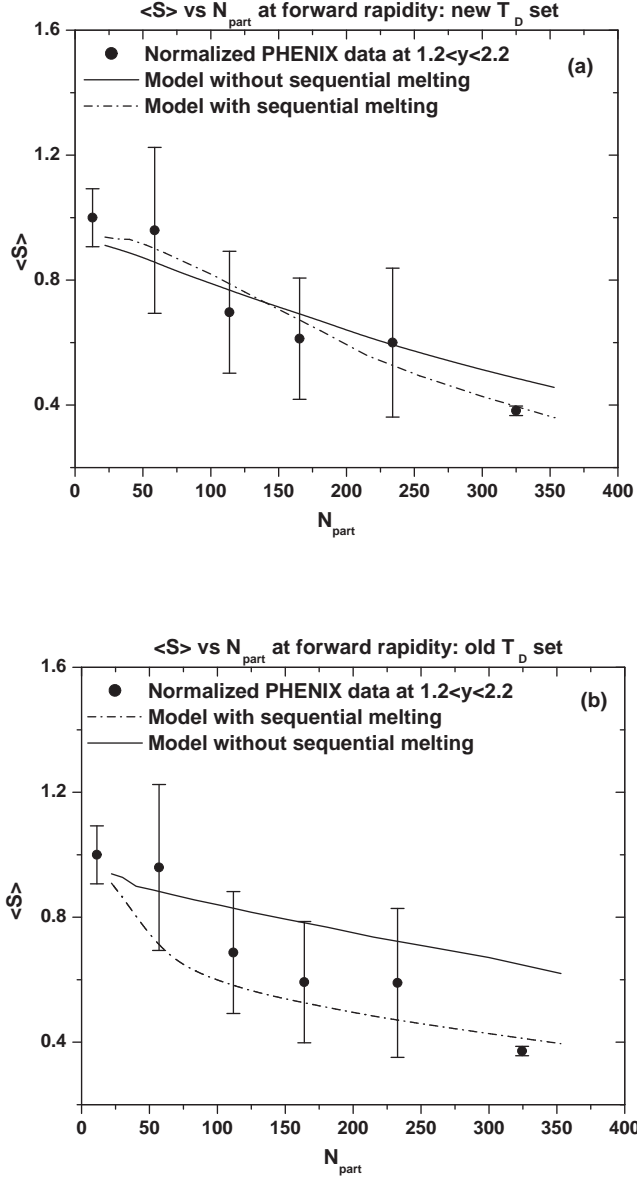 <S> vs N_part at forward rapidity: new T_D set
Normalized PHENIX data at 1.2<y<2.2
Model without sequential melting
Model with sequential melting
(a)
1.6
1.2
0.8
0.4
<S>
0 50 100 150 200 250 300 350 400
N_part
<S> vs N_part at forward rapidity: old T_D set
Normalized PHENIX data at 1.2<y<2.2
Model with sequential melting
Model without sequential melting
(b)
1.6
1.2
0.8
0.4
<S>
0 50 100 150 200 250 300 350 400
N_part